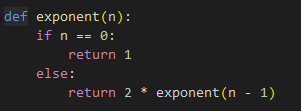 def exponent(n):
    if n == 0:
        return 1
    else:
        return 2 * exponent(n - 1)